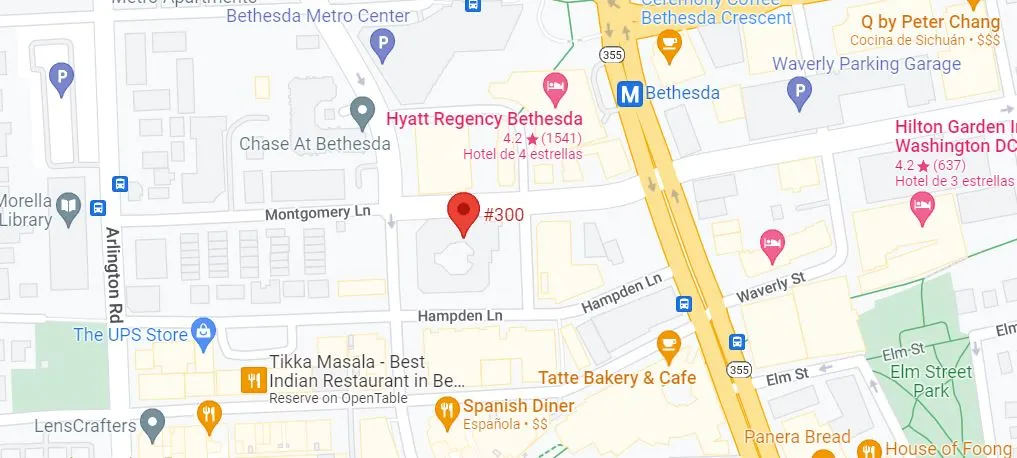 Metro Apartments
Bethesda Metro Center
P
P
Ceremony Coffee
Bethesda Crescent
Q by Peter Chang
Cocina de Sichuán • $$$
355
Waverly Parking Garage
P
M Bethesda
Hyatt Regency Bethesda
4.2 ★ (1541)
Hotel de 4 estrellas
Chase At Bethesda
Hilton Garden
Washington DC
4.2 ★ (637)
Hotel de 3 estrellas
Morella
Library
Montgomery Ln
#300
Arlington Rd
Hampden Ln
Hampden Ln
Waverly St
The UPS Store
Elm St
Elm
Elm Street
Park
Tikka Masala - Best
Indian Restaurant in Be...
Reserve on OpenTable
Tatte Bakery & Cafe
355
Elm St
Spanish Diner
Española • $$
LensCrafters
Panera Bread
House of Foong